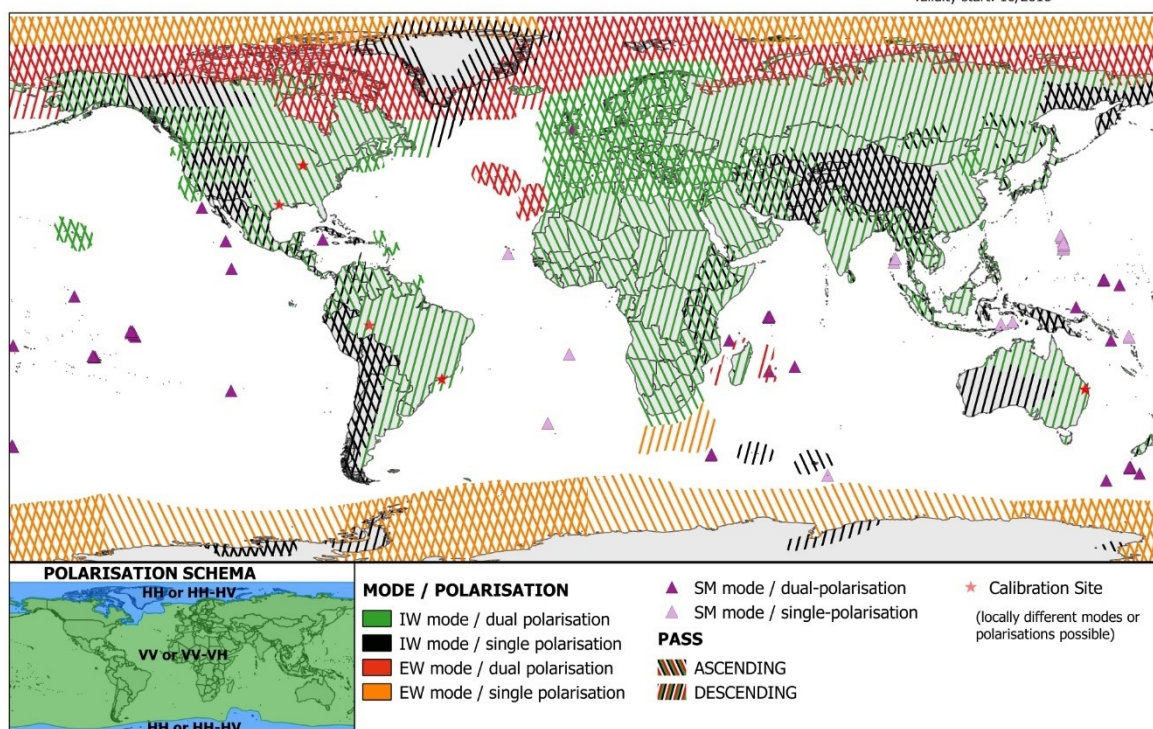 POLARISATION SCHEMA
HH or HH-HV
VV or VV-VH
HH or HH-HV
MODE / POLARISATION
IW mode / dual polarisation
IW mode / single polarisation
EW mode / dual polarisation
EW mode / single polarisation
SM mode / dual-polarisation
SM mode / single-polarisation
PASS
ASCENDING
DESCENDING
Calibration Site
(locally different modes or
polarisations possible)